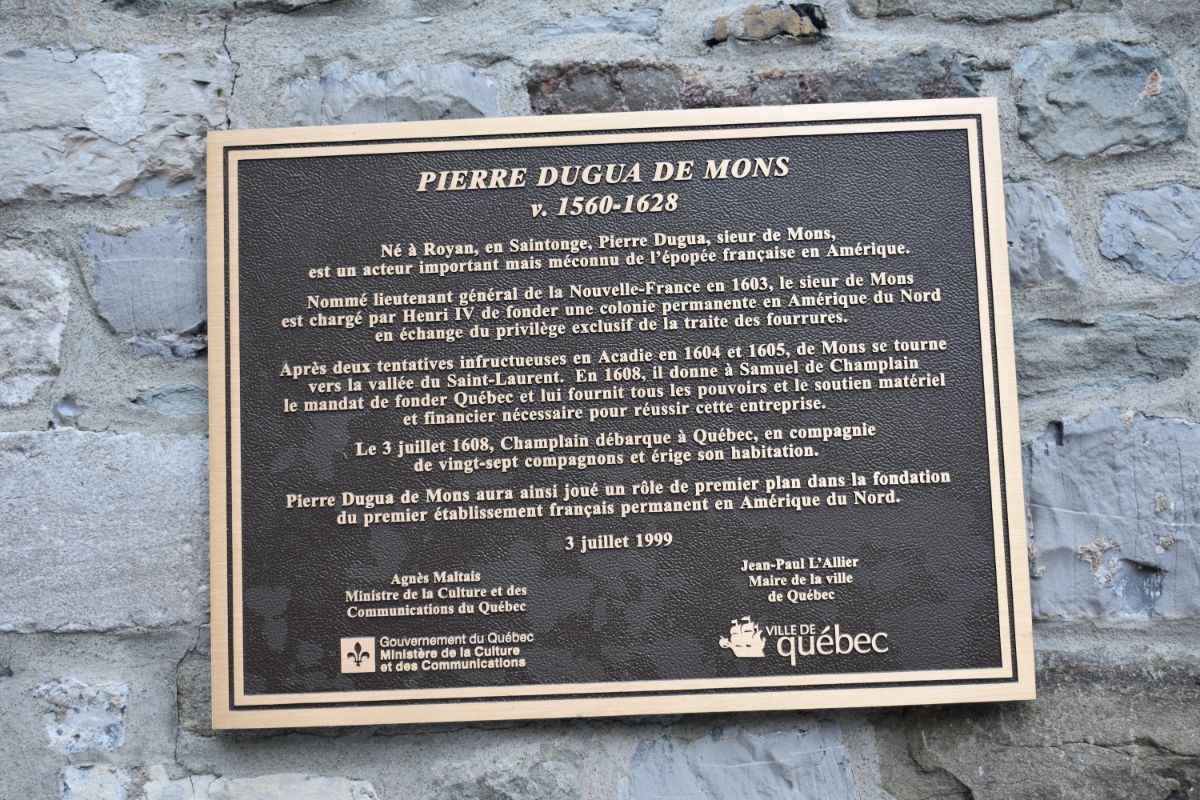 PIERRE DUGUA DE MONS
v. 1560-1628
Né à Royan, en Saintonge, Pierre Dugua, sieur de Mons,
est un acteur important mais méconnu de l'épopée française en Amérique.
Nommé lieutenant général de la Nouvelle-France en 1603, le sieur de Mons
est chargé par Henri IV de fonder une colonie permanente en Amérique du Nord
en échange du privilège exclusif de la traite des fourrures.
Après deux tentatives infructueuses en Acadie en 1604 et 1605, de Mons se tourne
vers la vallée du Saint-Laurent. En 1608, il donne à Samuel de Champlain
le mandat de fonder Québec et lui fournit tous les pouvoirs et le soutien matériel
et financier nécessaire pour réussir cette entreprise.
Le 3 juillet 1608, Champlain débarque à Québec, en compagnie
de vingt-sept compagnons et érige son habitation.
Pierre Dugua de Mons aura ainsi joué un rôle de premier plan dans la fondation
du premier établissement français permanent en Amérique du Nord.
3 juillet 1999
Agnès Maltais
Ministre de la Culture et des
Communications du Québec
Gouvernement du Québec
Ministère de la Culture
et des Communications
Jean-Paul L'Allier
Maire de la ville
de Québec
VILLE DE
QUÉBEC